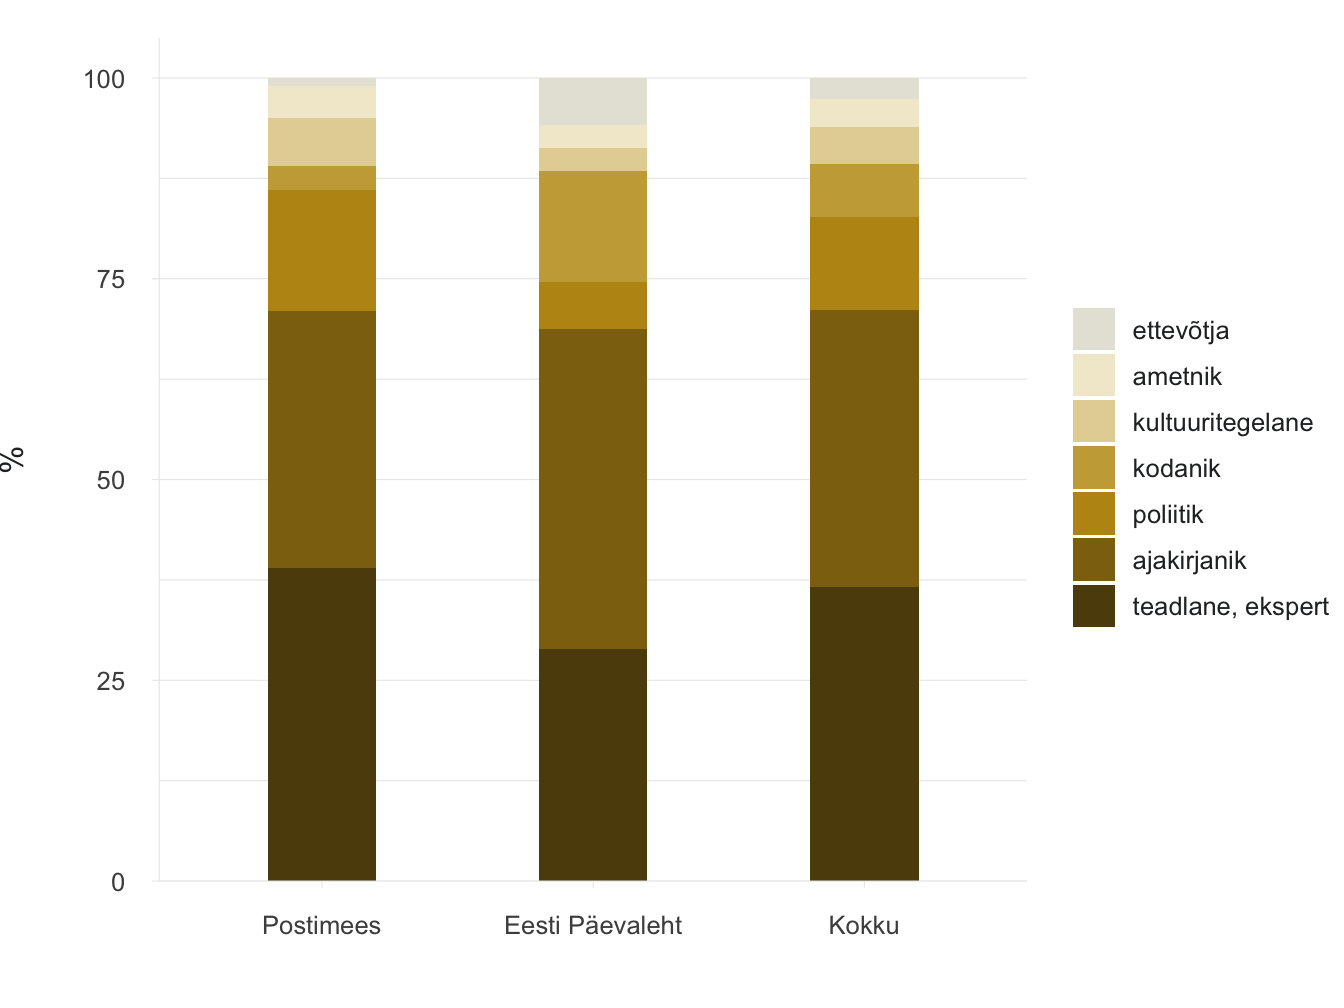 100
75
50
25
0
%
Postimees
Eesti Päevaleht
Kokku
ettevõtja
ametnik
kultuuritegelane
kodanik
poliitik
ajakirjanik
teadlane, ekspert